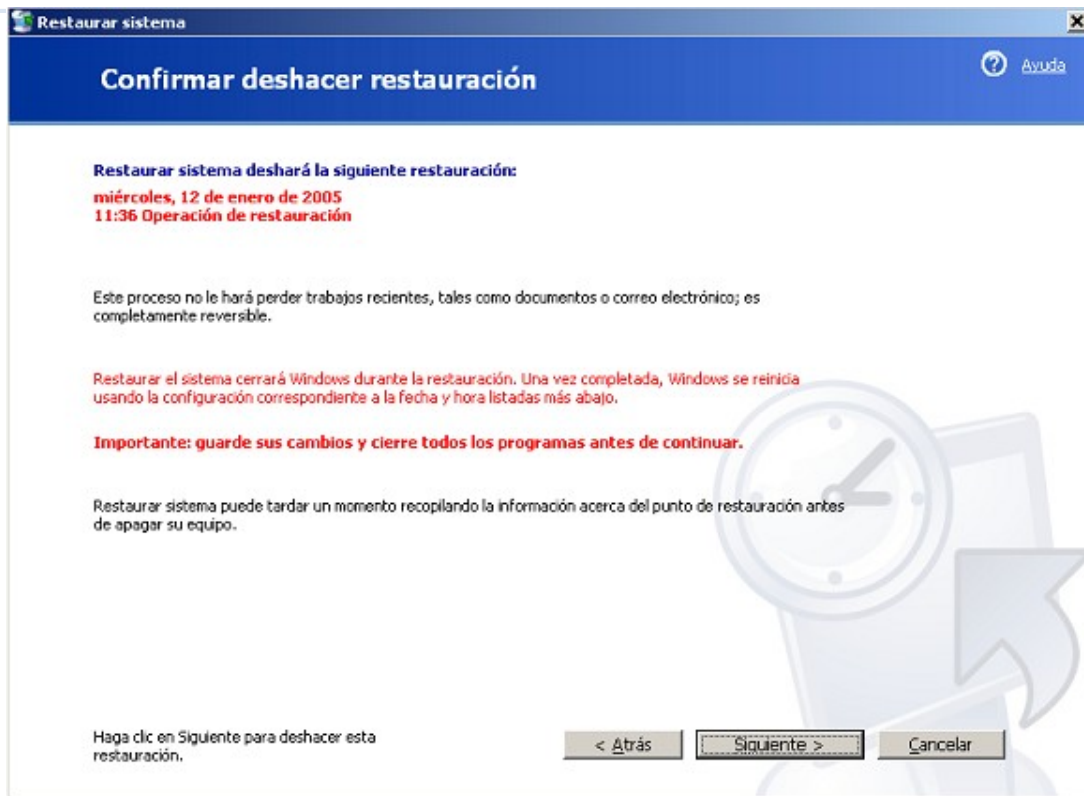 Restaurar sistema
Confirmar deshacer restauración
Ayuda
Restaurar sistema deshará la siguiente restauración:
miércoles, 12 de enero de 2005
11:36 Operación de restauración
Este proceso no le hará perder trabajos recientes, tales como documentos o correo electrónico; es
completamente reversible.
Restaurar el sistema cerrará Windows durante la restauración. Una vez completada, Windows se reinicia
usando la configuración correspondiente a la fecha y hora listadas más abajo.
Importante: guarde sus cambios y cierre todos los programas antes de continuar.
Restaurar sistema puede tardar un momento recopilando la información acerca del punto de restauración antes
de apagar su equipo.
Haga clic en Siguiente para deshacer esta
restauración.
< Atrás
Siguiente >
Cancelar